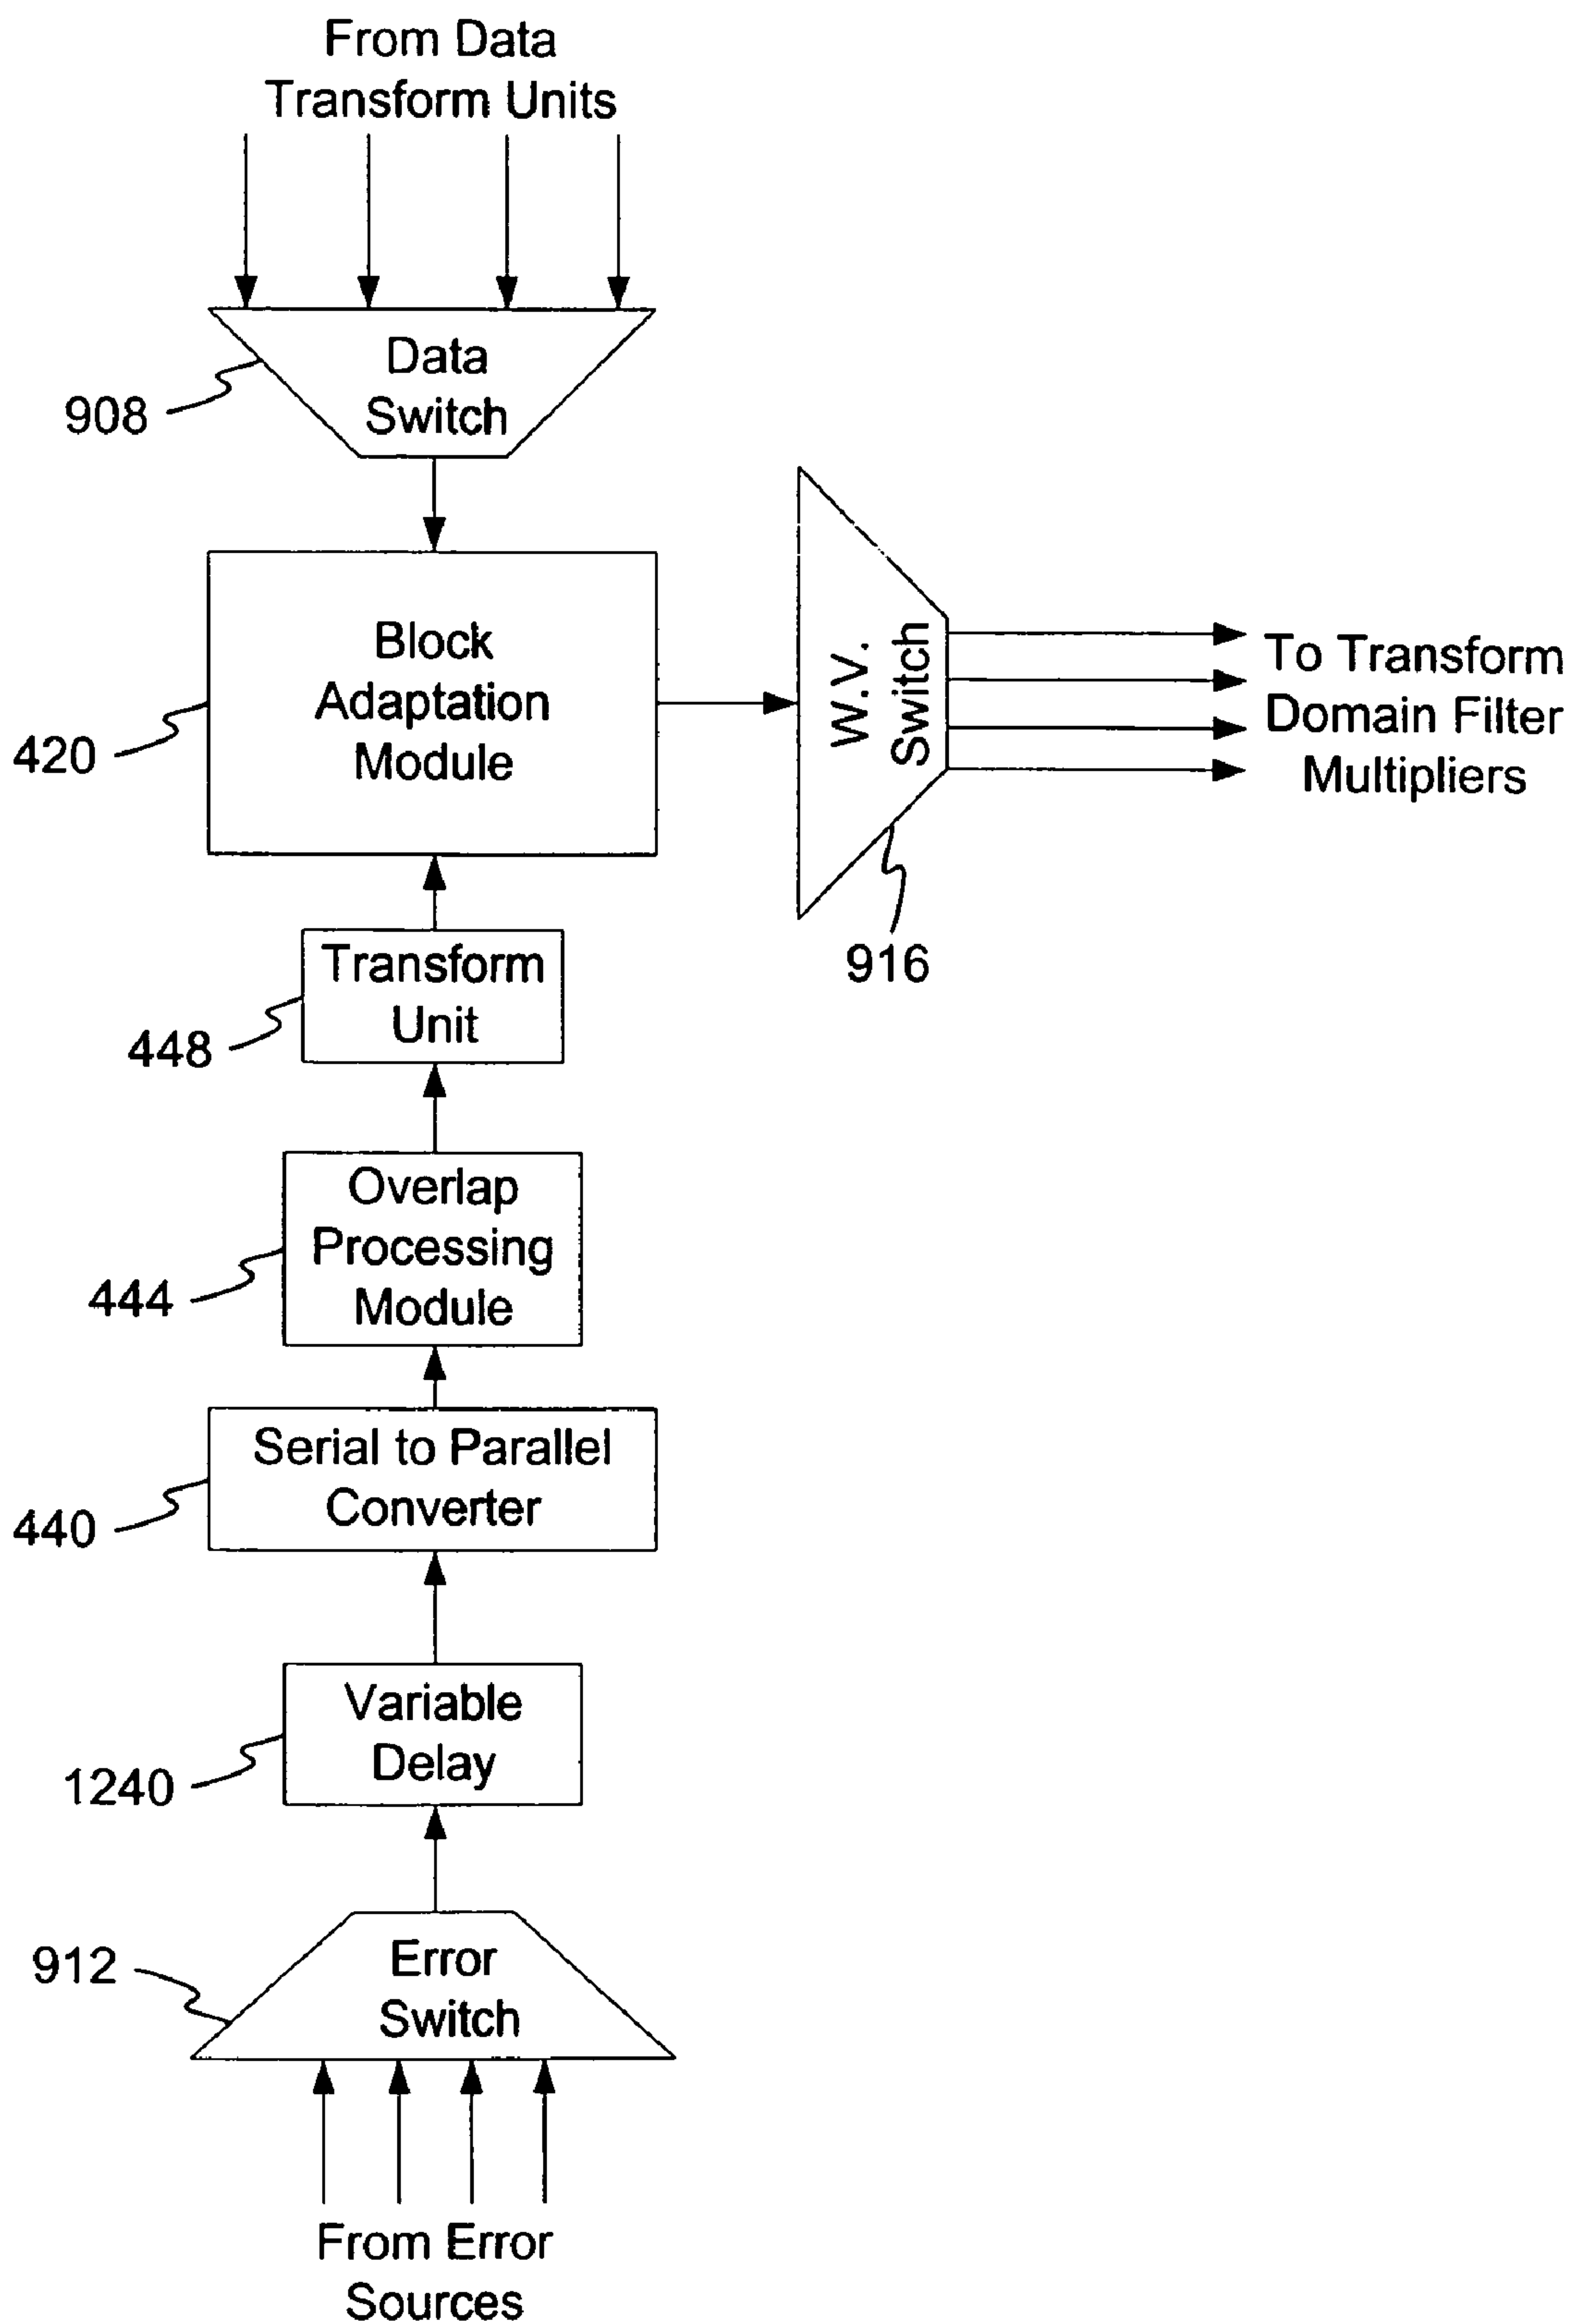 From Data
Transform Units
Data
Switch
908
Block
Adaptation
Module
420
W.V.
Switch
To Transform
Domain Filter
Multipliers
916
Transform
Unit
448
Overlap
Processing
Module
444
Serial to Parallel
Converter
440
Variable
Delay
1240
Error
Switch
912
From Error
Sources